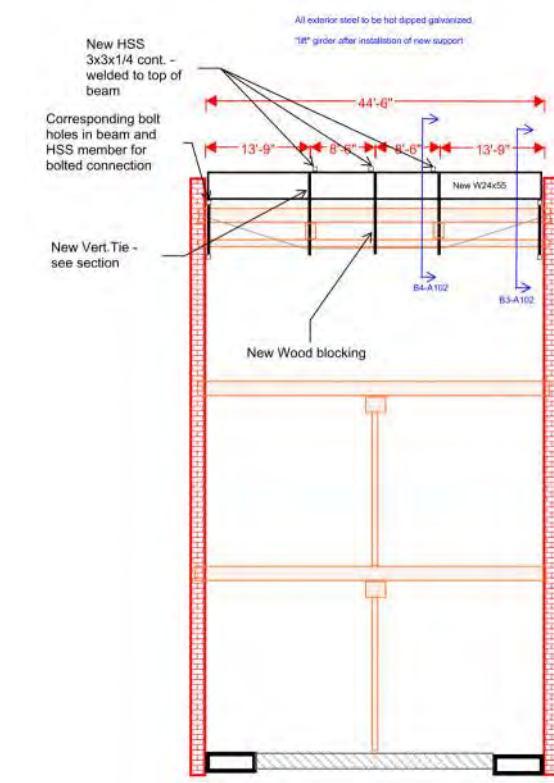 All exterior steel to be hot dipped galvanized.
"lift" girder after installation of new support
New HSS
3x3x1/4 cont. -
welded to top of
beam
44'-6"
Corresponding bolt
holes in beam and
HSS member for
bolted connection
13'-9"
8'-6"
8'-6"
13'-9"
New W24x55
New Vert.Tie -
see section
B4-A102
B3-A102
New Wood blocking